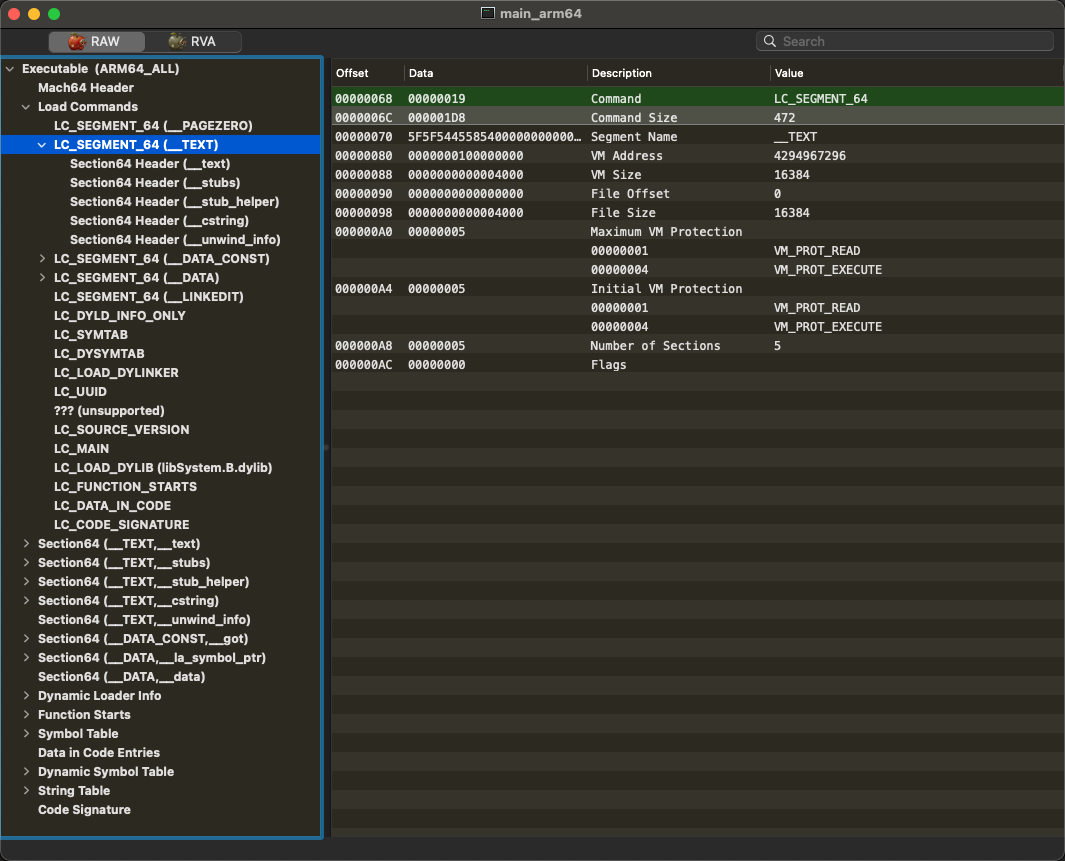 main_arm64
RAW RVA Search
Executable (ARM64_ALL)
Mach64 Header
Load Commands
LC_SEGMENT_64 (__PAGEZERO)
LC_SEGMENT_64 (__TEXT)
Section64 Header (__text)
Section64 Header (__stubs)
Section64 Header (__stub_helper)
Section64 Header (__cstring)
Section64 Header (__unwind_info)
LC_SEGMENT_64 (__DATA_CONST)
LC_SEGMENT_64 (__DATA)
LC_SEGMENT_64 (__LINKEDIT)
LC_DYLD_INFO_ONLY
LC_SYMTAB
LC_DYSYMTAB
LC_LOAD_DYLINKER
LC_UUID
??? (unsupported)
LC_SOURCE_VERSION
LC_MAIN
LC_LOAD_DYLIB (libSystem.B.dylib)
LC_FUNCTION_STARTS
LC_DATA_IN_CODE
LC_CODE_SIGNATURE
Section64 (__TEXT,__text)
Section64 (__TEXT,__stubs)
Section64 (__TEXT,__stub_helper)
Section64 (__TEXT,__cstring)
Section64 (__TEXT,__unwind_info)
Section64 (__DATA_CONST,__got)
Section64 (__DATA,__la_symbol_ptr)
Section64 (__DATA,__data)
Dynamic Loader Info
Function Starts
Symbol Table
Data in Code Entries
Dynamic Symbol Table
String Table
Code Signature
Offset Data Description Value
00000068 00000019 Command LC_SEGMENT_64
0000006C 000001D8 Command Size 472
00000070 5F5F5445585400000000000... Segment Name __TEXT
00000080 0000000100000000 VM Address 4294967296
00000088 0000000000004000 VM Size 16384
00000090 0000000000000000 File Offset 0
00000098 0000000000004000 File Size 16384
000000A0 00000005 Maximum VM Protection
00000001 VM_PROT_READ
00000004 VM_PROT_EXECUTE
000000A4 00000005 Initial VM Protection
00000001 VM_PROT_READ
00000004 VM_PROT_EXECUTE
000000A8 00000005 Number of Sections 5
000000AC 00000000 Flags